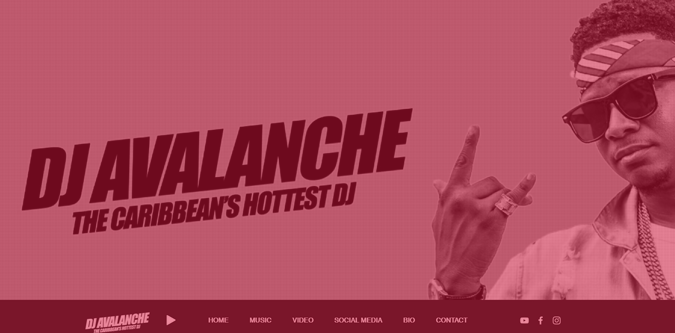 DJ AVALANCHE
THE CARIBBEAN'S HOTTEST DJ
DJ AVALANCHE
THE CARIBBEAN'S HOTTEST DJ
HOME MUSIC VIDEO SOCIAL MEDIA BIO CONTACT